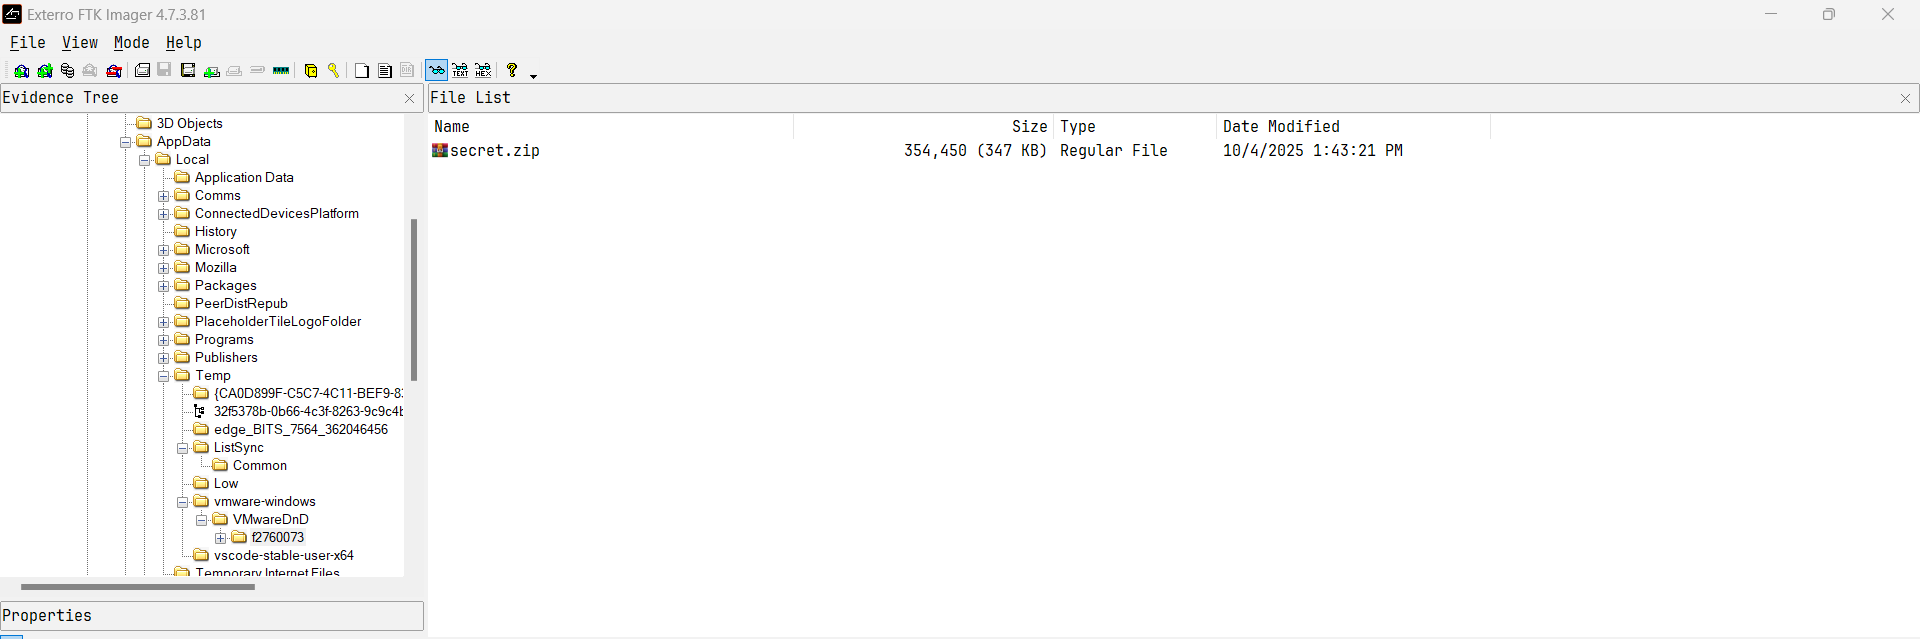 Exterro FTK Imager 4.7.3.81
File View Mode Help
Evidence Tree
3D Objects
AppData
Local
Application Data
Comms
ConnectedDevicesPlatform
History
Microsoft
Mozilla
Packages
PeerDistRepub
PlaceholderTileLogoFolder
Programs
Publishers
Temp
{CA0D899F-C5C7-4C11-BEF9-8
32f5378b-0b66-4c3f-8263-9c9c4
edge_BITS_7564_362046456
ListSync
Common
Low
vmware-windows
VMwareDnD
f2760073
vscode-stable-user-x64
Temporary Internet Files
Properties
File List
Name Size Type Date Modified
secret.zip 354,450 (347 KB) Regular File 10/4/2025 1:43:21 PM